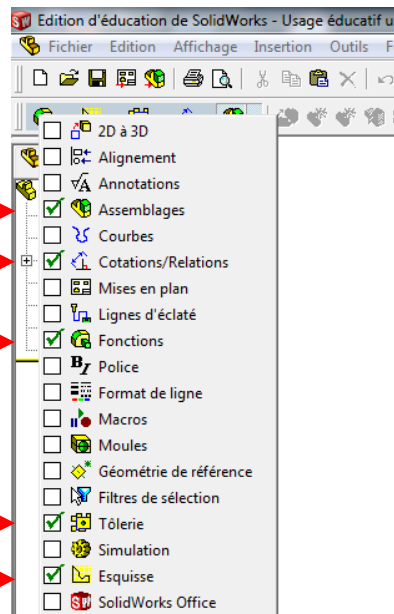 Edition d'éducation de SolidWorks - Usage éducatif u
Fichier Edition Affichage Insertion Outils F
2D à 3D
Alignement
Annotations
Assemblages
Courbes
Cotations/Relations
Mises en plan
Lignes d'éclaté
Fonctions
Police
Format de ligne
Macros
Moules
Géométrie de référence
Filtres de sélection
Tôlerie
Simulation
Esquisse
SolidWorks Office